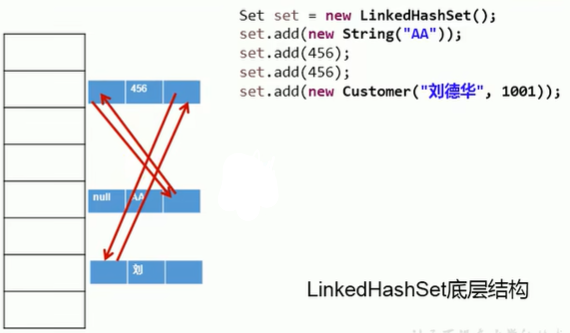 Set set = new LinkedHashSet();
set.add(new String("AA"));
set.add(456);
set.add(456);
set.add(new Customer("刘德华", 1001));
456
null AA
刘
LinkedHashSet底层结构